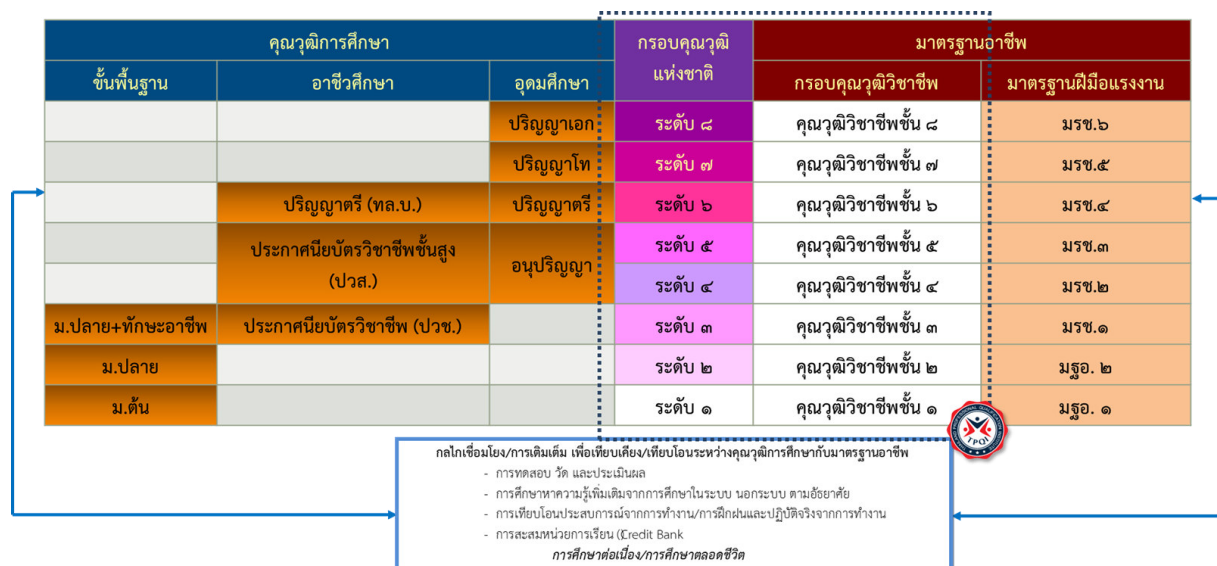 คุณวุฒิการศึกษา กรอบคุณวุฒิแห่งชาติ มาตรฐานอาชีพ
ขั้นพื้นฐาน อาชีวศึกษา อุดมศึกษา กรอบคุณวุฒิวิชาชีพ มาตรฐานฝีมือแรงงาน
ปริญญาเอก ระดับ ๘ คุณวุฒิวิชาชีพชั้น ๘ มรช.๖
ปริญญาโท ระดับ ๗ คุณวุฒิวิชาชีพชั้น ๗ มรช.๕
ปริญญาตรี (ทล.บ.) ปริญญาตรี ระดับ ๖ คุณวุฒิวิชาชีพชั้น ๖ มรช.๔
ประกาศนียบัตรวิชาชีพชั้นสูง (ปวส.) อนุปริญญา ระดับ ๕ คุณวุฒิวิชาชีพชั้น ๕ มรช.๓
ระดับ ๔ คุณวุฒิวิชาชีพชั้น ๔ มรช.๒
ม.ปลาย+ทักษะอาชีพ ประกาศนียบัตรวิชาชีพ (ปวช.) ระดับ ๓ คุณวุฒิวิชาชีพชั้น ๓ มรช.๑
ม.ปลาย ระดับ ๒ คุณวุฒิวิชาชีพชั้น ๒ มฐอ. ๒
ม.ต้น ระดับ ๑ คุณวุฒิวิชาชีพชั้น ๑ มฐอ. ๑
TPQI
กลไกเชื่อมโยง/การเติมเต็ม เพื่อเทียบเคียง/เทียบโอนระหว่างคุณวุฒิการศึกษากับมาตรฐานอาชีพ
- การทดสอบ วัด และประเมินผล
- การศึกษาหาความรู้เพิ่มเติมจากการศึกษาในระบบ นอกระบบ ตามอัธยาศัย
- การเทียบโอนประสบการณ์จากการทำงาน/การฝึกฝนและปฏิบัติจริงจากการทำงาน
- การสะสมหน่วยการเรียน (Credit Bank
การศึกษาต่อเนื่อง/การศึกษาตลอดชีวิต